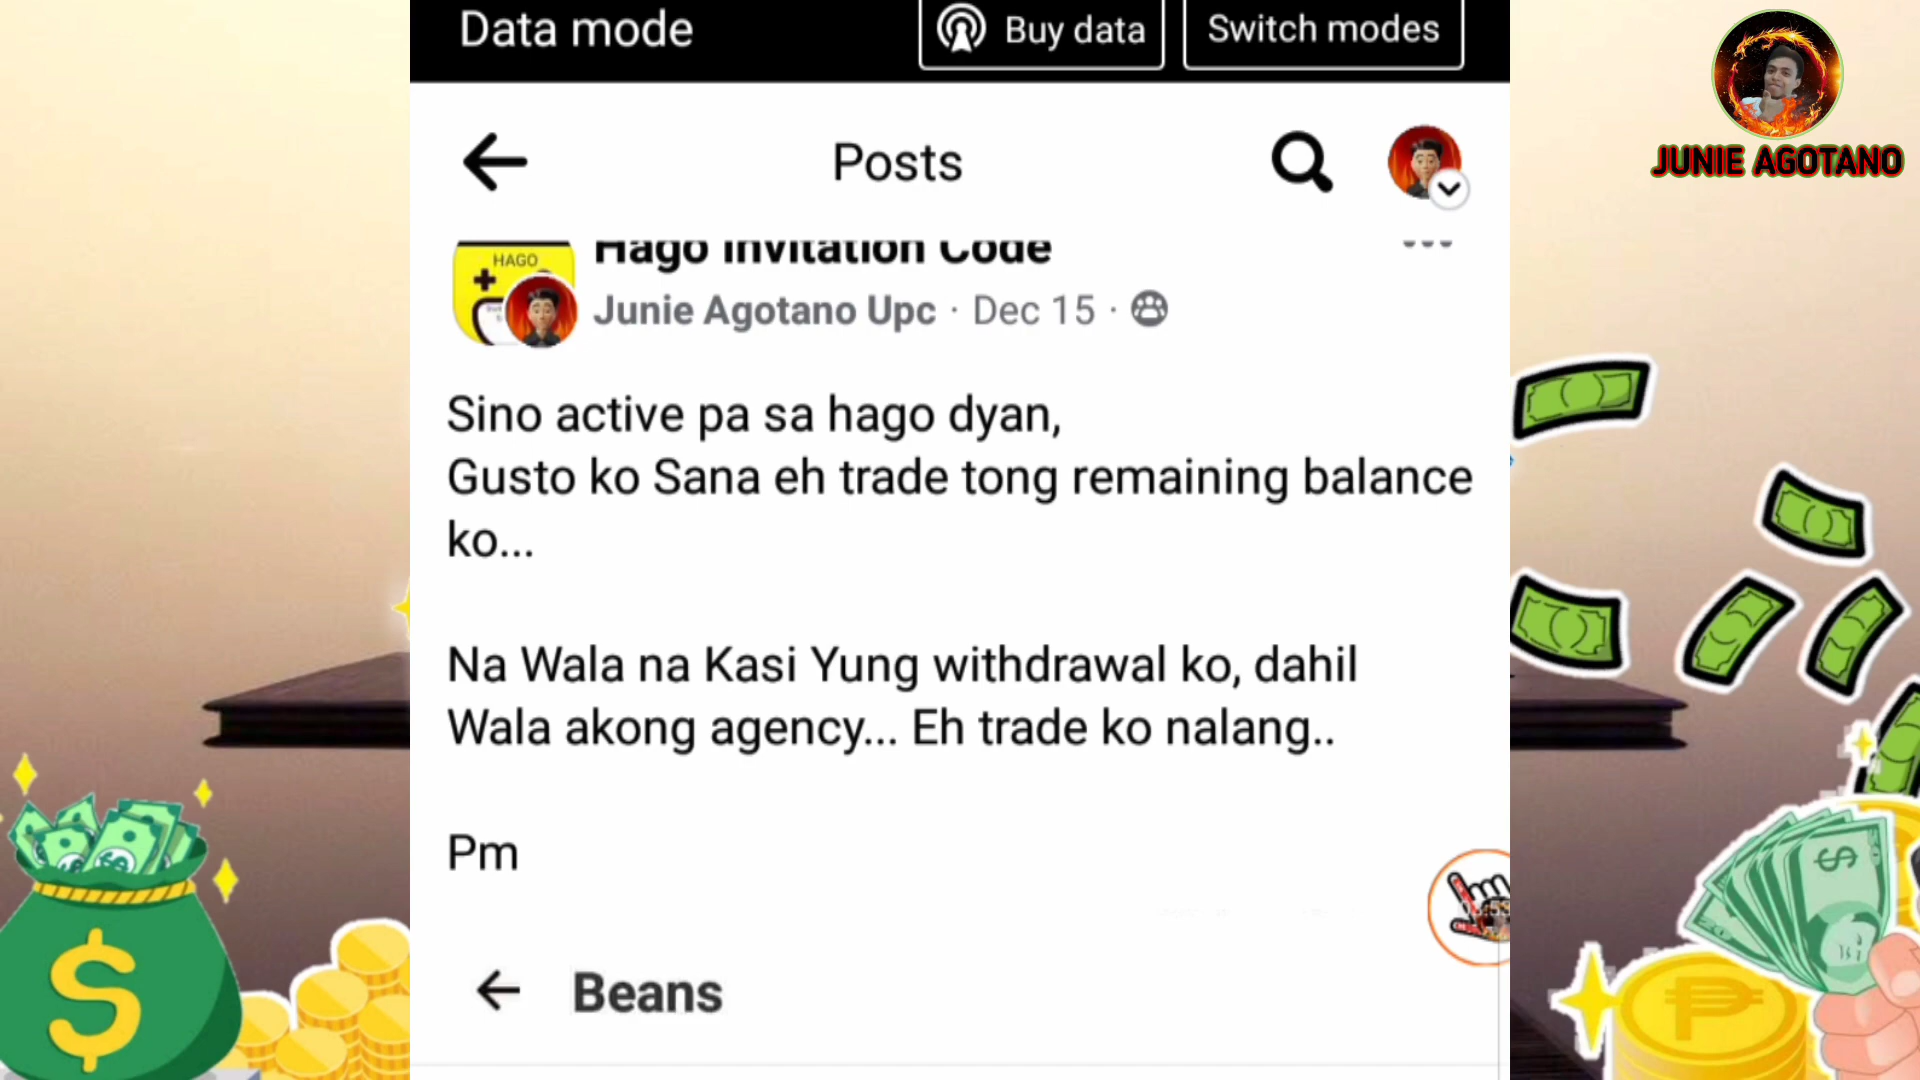 Data mode
Buy data
Switch modes
JUNIE AGOTANO
Posts
HAGO
Hago Invitation Code
Junie Agotano Upc · Dec 15 ·
Sino active pa sa hago dyan,
Gusto ko Sana eh trade tong remaining balance
ko...
Na Wala na Kasi Yung withdrawal ko, dahil
Wala akong agency... Eh trade ko nalang..
Pm
Beans